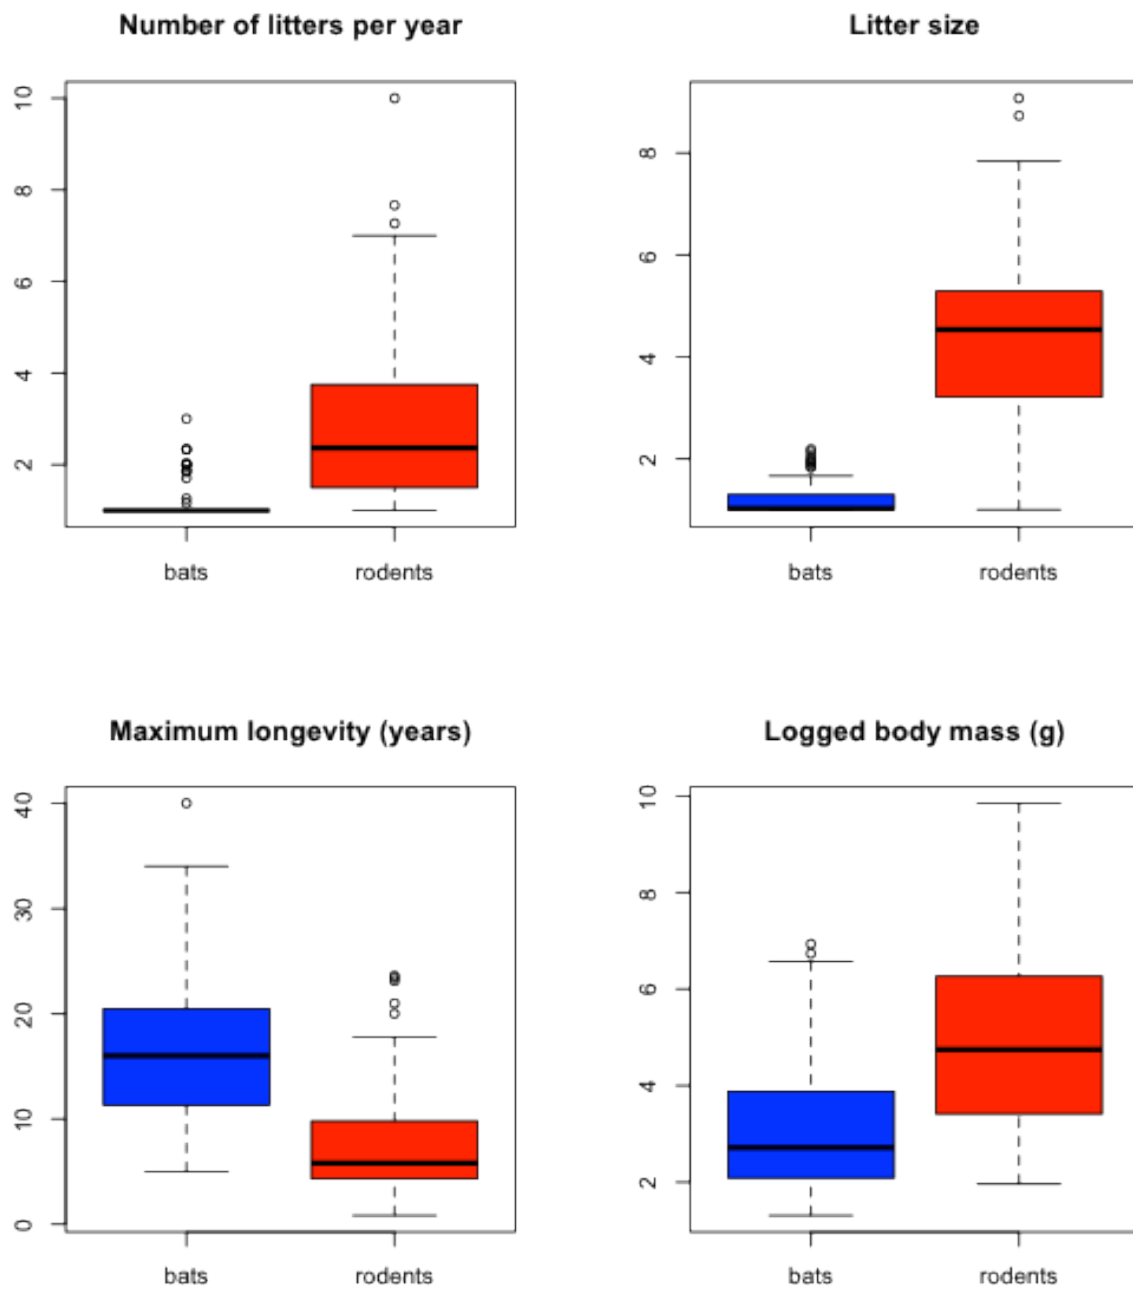 Number of litters per year
10
8
6
4
2
bats rodents
Litter size
8
6
4
2
bats rodents
Maximum longevity (years)
40
30
20
10
0
bats rodents
Logged body mass (g)
10
8
6
4
2
bats rodents